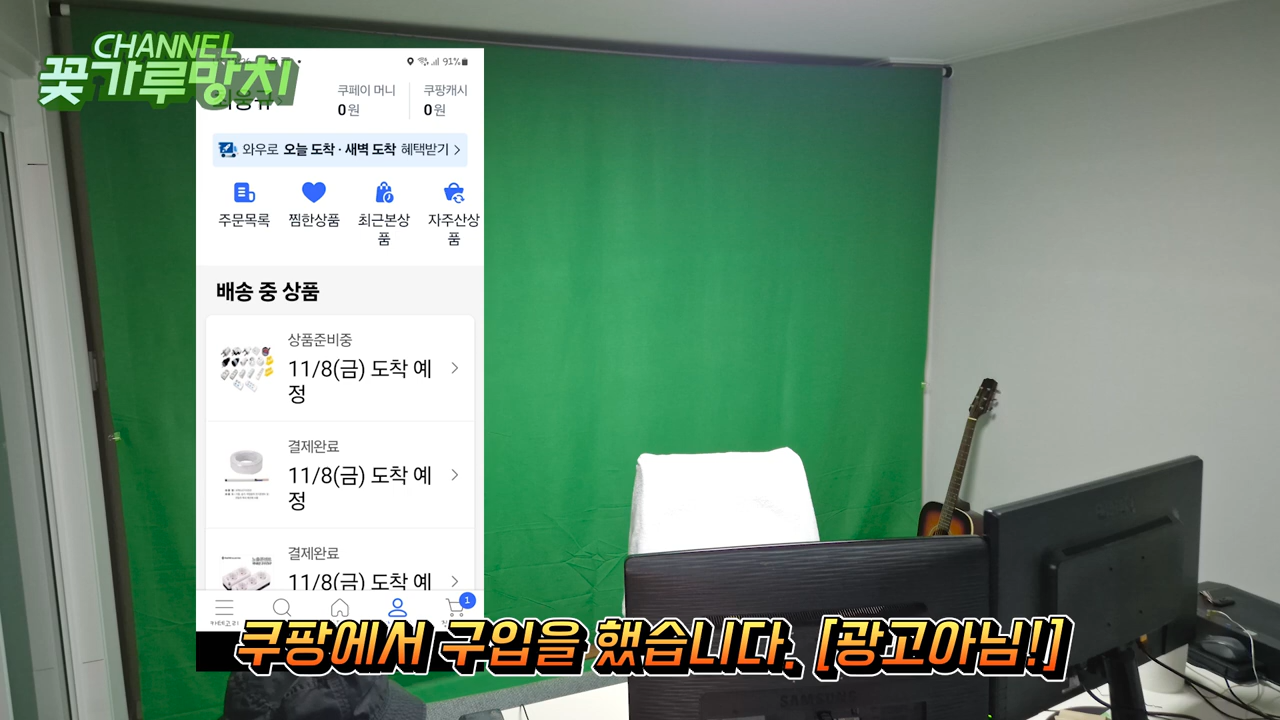 CHANNEL
꽃가루망치
91%
쿠페이 머니
쿠팡캐시
0원
0원
와우로 오늘 도착 · 새벽 도착 혜택받기
주문목록
찜한상품
최근본상품
자주산상품
배송 중 상품
상품준비중
11/8(금) 도착 예정
결제완료
11/8(금) 도착 예정
결제완료
11/8(금) 도착 예
1
쿠팡에서 구입을 했습니다. [광고아님!]
SAMSUNG